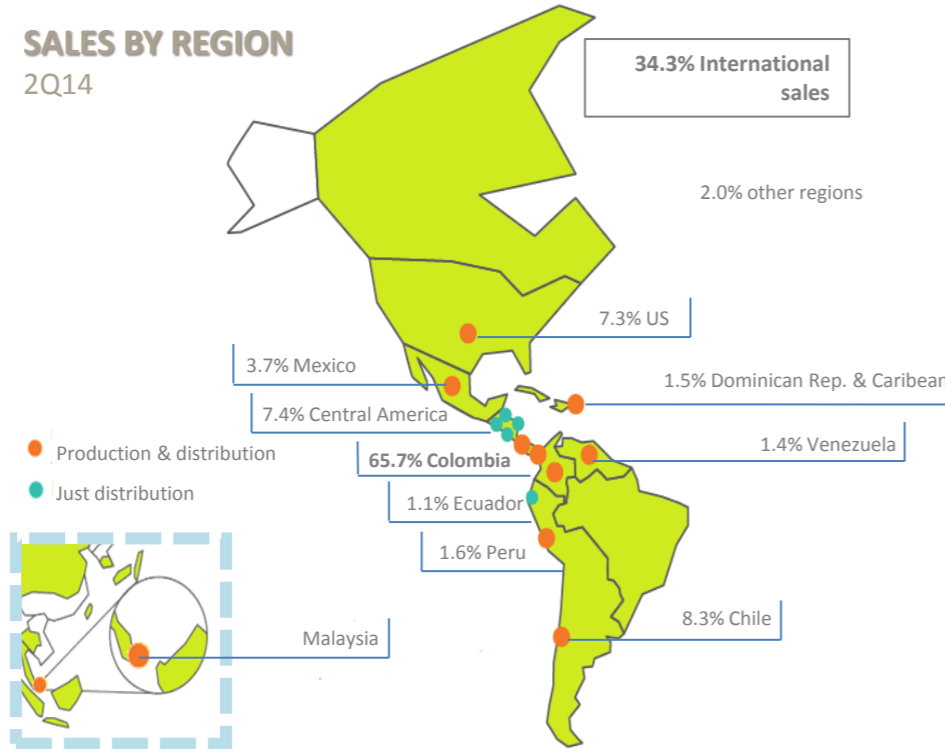 SALES BY REGION
2Q14
34.3% International
sales
2.0% other regions
7.3% US
3.7% Mexico
1.5% Dominican Rep. & Caribean
7.4% Central America
1.4% Venezuela
65.7% Colombia
Production & distribution
Just distribution
1.1% Ecuador
1.6% Peru
8.3% Chile
Malaysia